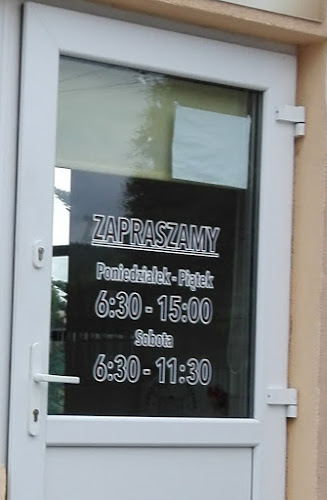 ZAPRASZAMY
Poniedziałek - Piątek
6:30 - 15:00
Sobota
6:30 - 11:30